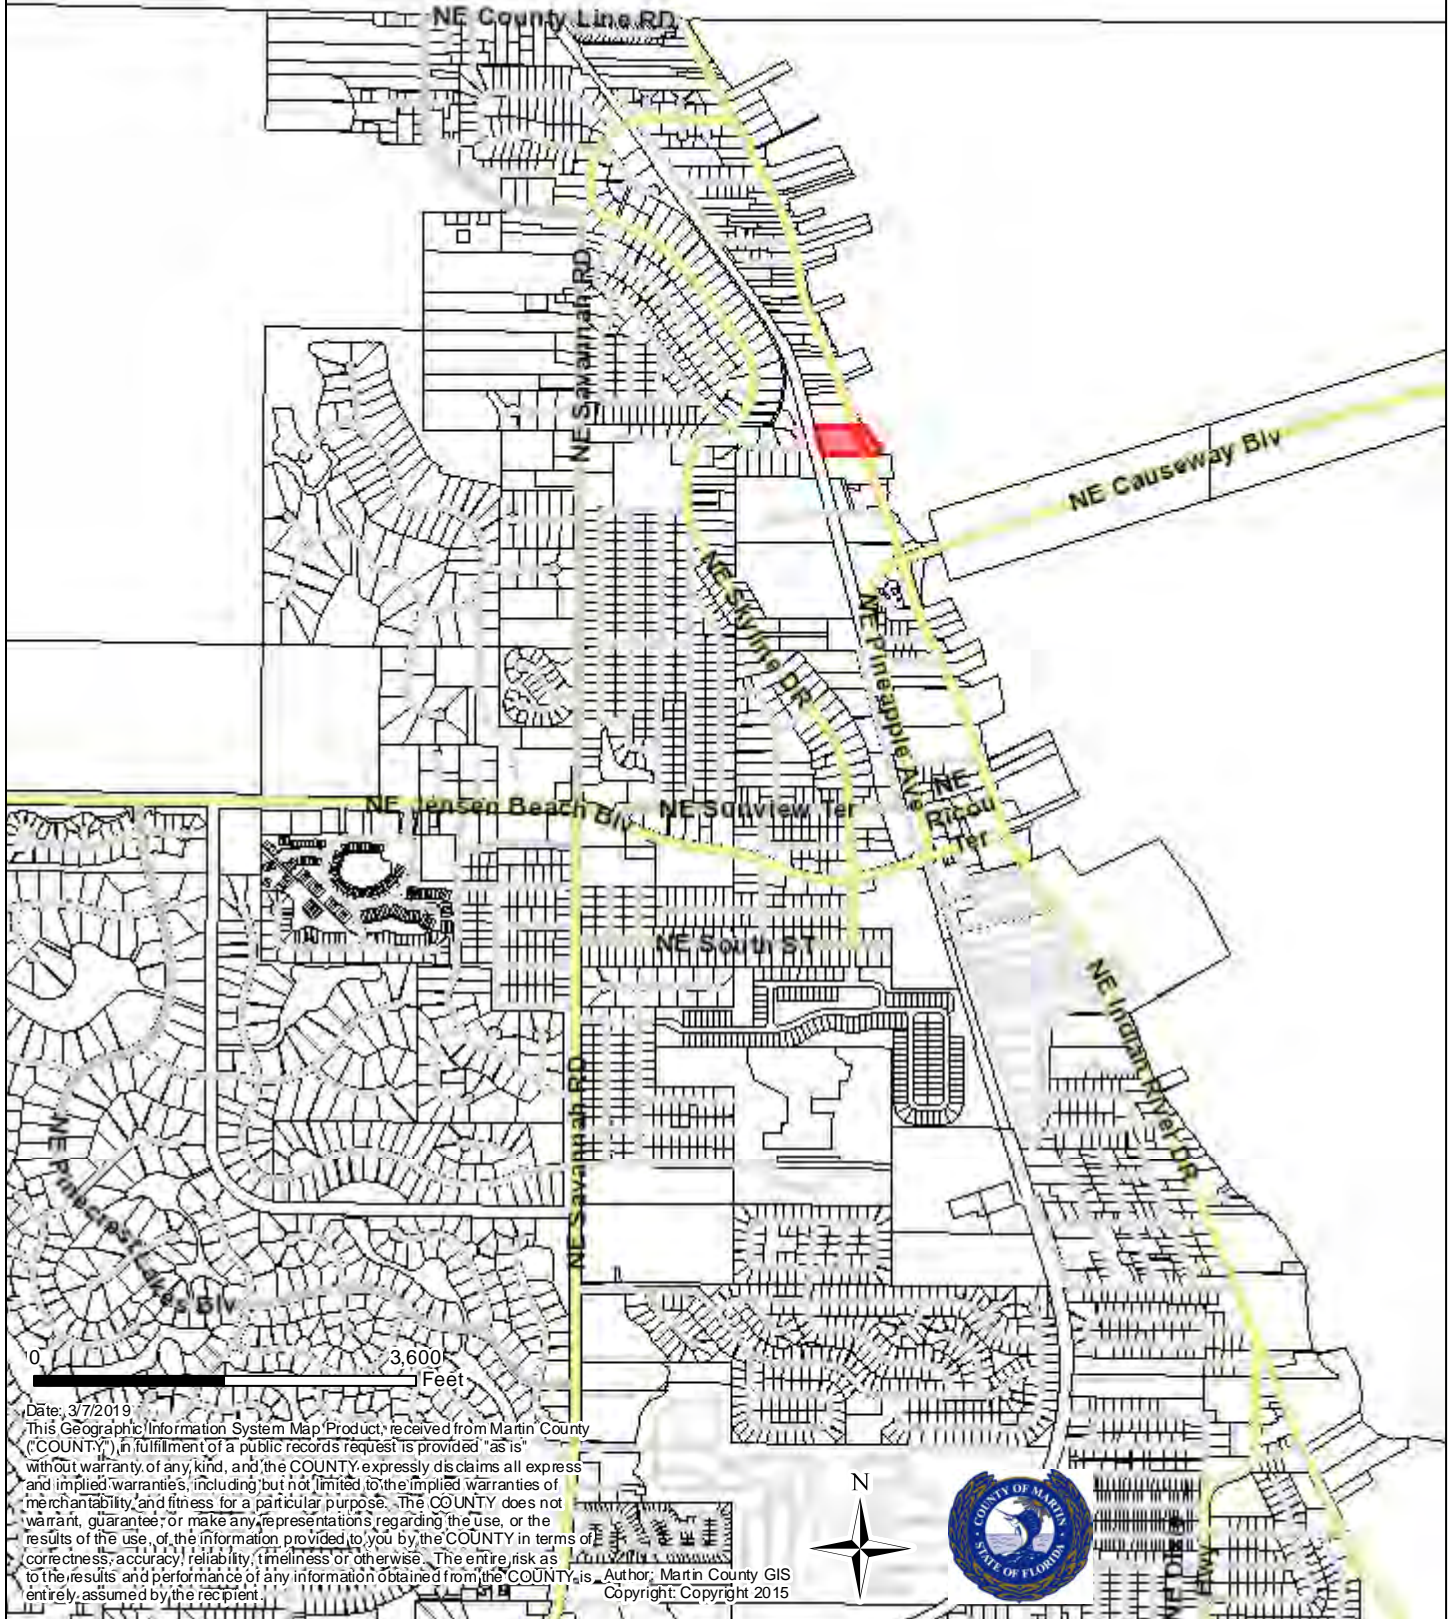 NE County Line RD
NE Savannah RD
NE Causeway Blv
NE Skyline DR
NE Pineapple Ave
NE Jensen Beach Blv
NE Sunview Ter
NE
Ricou
Ter
NE South ST
NE Indian River DR
NE Savannah RD
NE Pinecrest Lakes Blv
0
3,600
Feet
Date: 3/7/2019
This Geographic Information System Map Product, received from Martin County
("COUNTY") in fulfillment of a public records request is provided "as is"
without warranty of any kind, and the COUNTY expressly disclaims all express
and implied warranties, including but not limited to the implied warranties of
merchantability and fitness for a particular purpose. The COUNTY does not
warrant, guarantee, or make any representations regarding the use, or the
results of the use, of the information provided to you by the COUNTY in terms of
correctness, accuracy, reliability, timeliness or otherwise. The entire risk as
to the results and performance of any information obtained from the COUNTY is
entirely assumed by the recipient.
Author: Martin County GIS
Copyright: Copyright 2015
N
COUNTY OF MARTIN
STATE OF FLORIDA
NE Dixie
Hwy